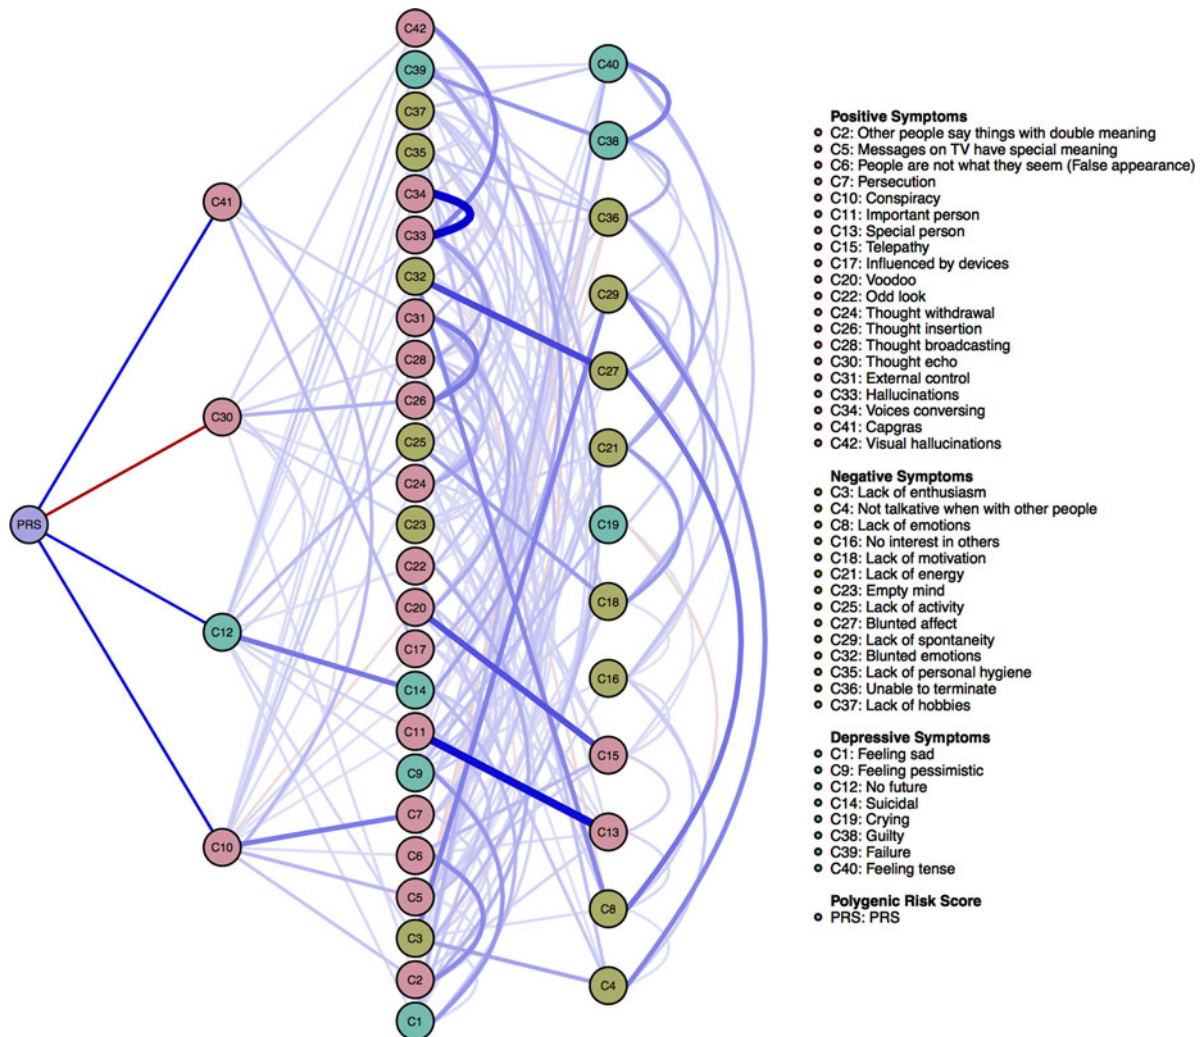 PRS
C41
C30
C12
C10
C42
C39
C37
C35
C34
C33
C32
C31
C28
C26
C25
C24
C23
C22
C20
C17
C14
C11
C9
C7
C6
C5
C3
C2
C1
C40
C38
C36
C29
C27
C21
C19
C18
C16
C15
C13
C8
C4
Positive Symptoms
C2: Other people say things with double meaning
C5: Messages on TV have special meaning
C6: People are not what they seem (False appearance)
C7: Persecution
C10: Conspiracy
C11: Important person
C13: Special person
C15: Telepathy
C17: Influenced by devices
C20: Voodoo
C22: Odd look
C24: Thought withdrawal
C26: Thought insertion
C28: Thought broadcasting
C30: Thought echo
C31: External control
C33: Hallucinations
C34: Voices conversing
C41: Capgras
C42: Visual hallucinations
Negative Symptoms
C3: Lack of enthusiasm
C4: Not talkative when with other people
C8: Lack of emotions
C16: No interest in others
C18: Lack of motivation
C21: Lack of energy
C23: Empty mind
C25: Lack of activity
C27: Blunted affect
C29: Lack of spontaneity
C32: Blunted emotions
C35: Lack of personal hygiene
C36: Unable to terminate
C37: Lack of hobbies
Depressive Symptoms
C1: Feeling sad
C9: Feeling pessimistic
C12: No future
C14: Suicidal
C19: Crying
C38: Guilty
C39: Failure
C40: Feeling tense
Polygenic Risk Score
PRS: PRS